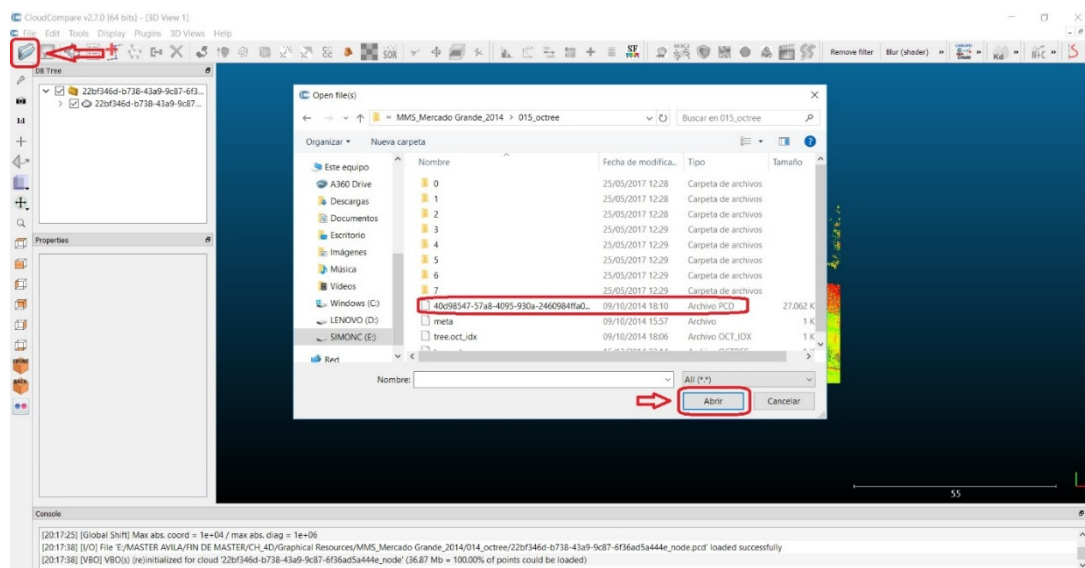 CloudCompare v2.7.0 [64 bits] - [3D View 1]
File Edit Tools Display Plugins 3D Views Help
SOR SF Remove filter Blur (shader) » » Kd » N+C »
DB Tree
22bf346d-b738-43a9-9c87-6f3...
22bf346d-b738-43a9-9c87...
1:1
Properties
FRONT
BACK
Open file(s)
« MMS_Mercado Grande_2014 > 015_octree
Buscar en 015_octree
Organizar Nueva carpeta
Este equipo
A360 Drive
Descargas
Documentos
Escritorio
Imágenes
Música
Vídeos
Windows (C:)
LENOVO (D:)
SIMONC (E:)
Red
Nombre Fecha de modifica... Tipo Tamaño
0 25/05/2017 12:28 Carpeta de archivos
1 25/05/2017 12:28 Carpeta de archivos
2 25/05/2017 12:28 Carpeta de archivos
3 25/05/2017 12:29 Carpeta de archivos
4 25/05/2017 12:29 Carpeta de archivos
5 25/05/2017 12:29 Carpeta de archivos
6 25/05/2017 12:29 Carpeta de archivos
7 25/05/2017 12:29 Carpeta de archivos
40d98547-57a8-4095-930a-2460984ffa0... 09/10/2014 18:10 Archivo PCD 27.062 K
meta 09/10/2014 15:57 Archivo 1 K
tree.oct_idx 09/10/2014 18:06 Archivo OCT_IDX 1 K
Nombre: All (*.*)
Abrir Cancelar
55
Console
[20:17:25] [Global Shift] Max abs. coord = 1e+04 / max abs. diag = 1e+06
[20:17:38] [I/O] File 'E:/MASTER AVILA/FIN DE MASTER/CH_4D/Graphical Resources/MMS_Mercado Grande_2014/014_octree/22bf346d-b738-43a9-9c87-6f36ad5a444e_node.pcd' loaded successfully
[20:17:38] [VBO] VBO(s) (re)initialized for cloud '22bf346d-b738-43a9-9c87-6f36ad5a444e_node' (36.87 Mb = 100.00% of points could be loaded)